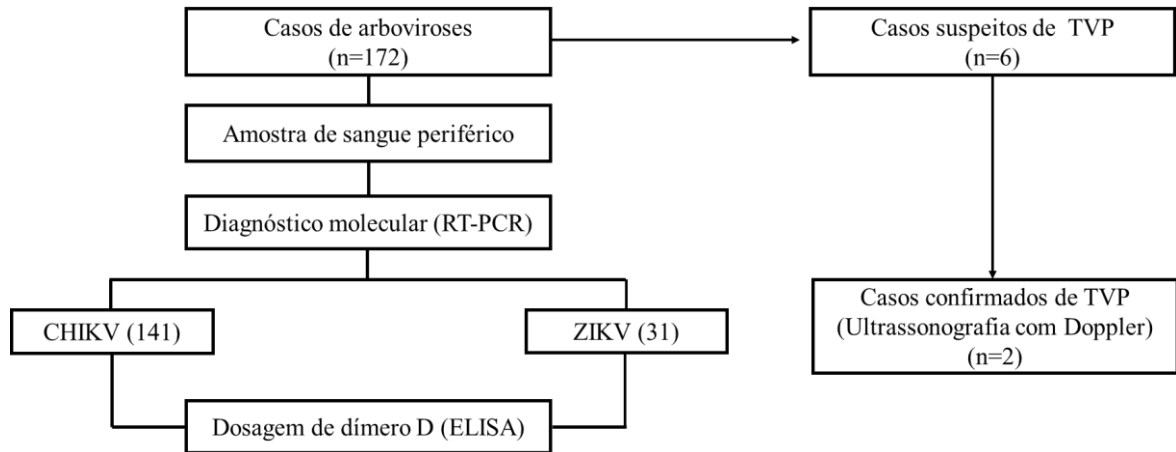 Casos de arboviroses
(n=172)
Casos suspeitos de TVP
(n=6)
Amostra de sangue periférico
Diagnóstico molecular (RT-PCR)
CHIKV (141)
ZIKV (31)
Casos confirmados de TVP
(Ultrassonografia com Doppler)
(n=2)
Dosagem de dímero D (ELISA)